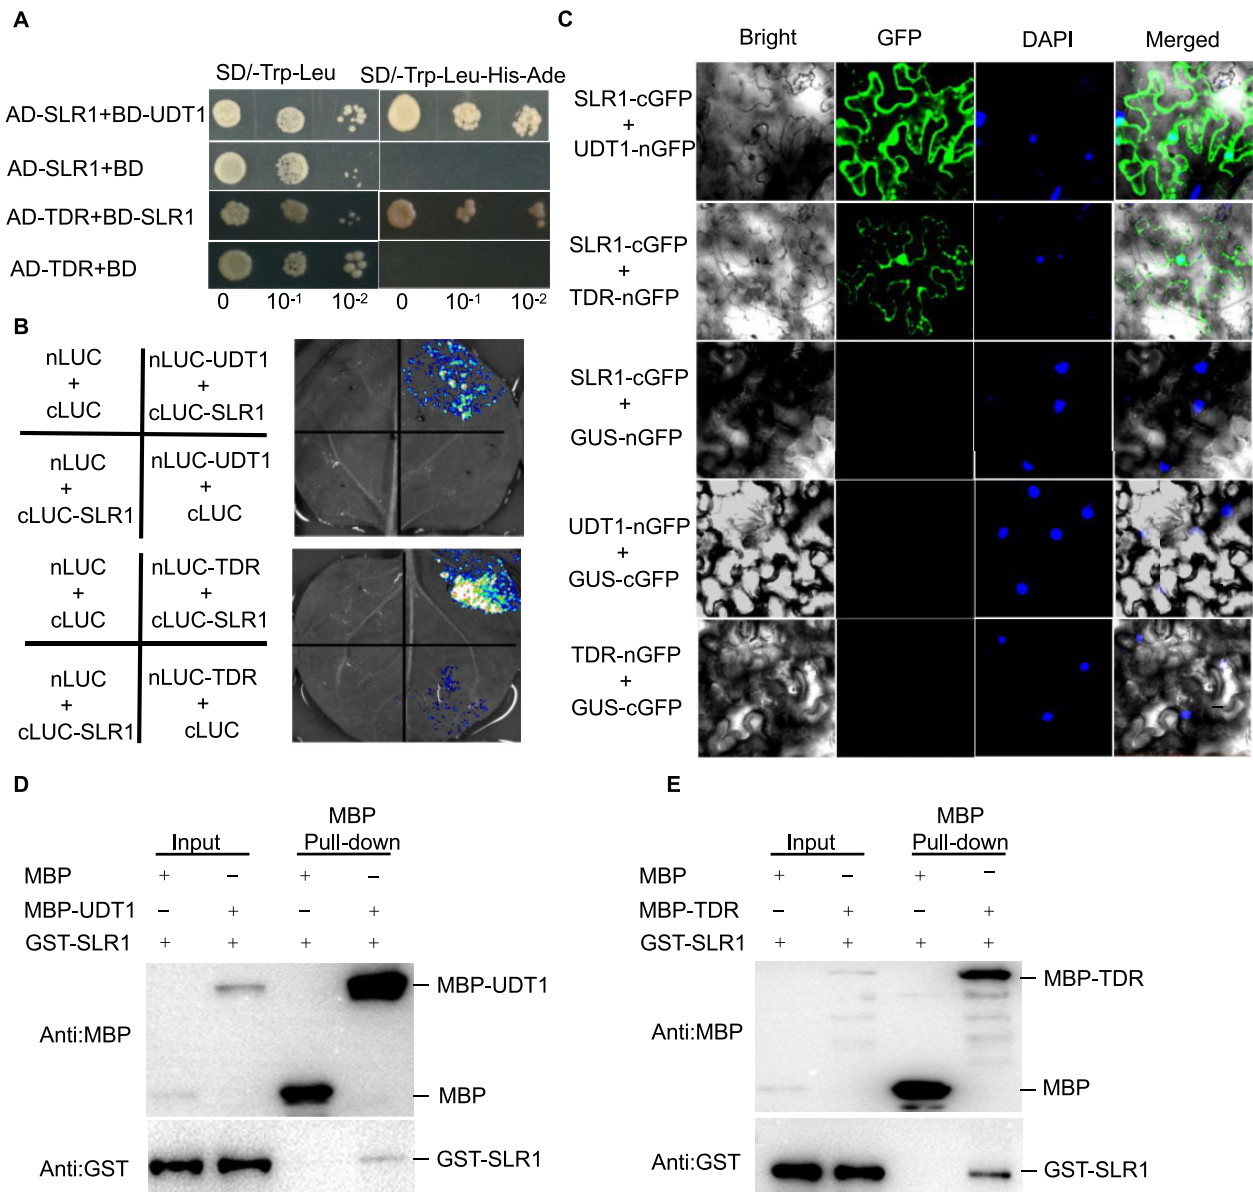 A
SD/-Trp-Leu
SD/-Trp-Leu-His-Ade
AD-SLR1+BD-UDT1
AD-SLR1+BD
AD-TDR+BD-SLR1
AD-TDR+BD
0 10-1 10-2 0 10-1 10-2
B
nLUC
+
cLUC
nLUC-UDT1
+
cLUC-SLR1
nLUC
+
cLUC-SLR1
nLUC-UDT1
+
cLUC
nLUC
+
cLUC
nLUC-TDR
+
cLUC-SLR1
nLUC
+
cLUC-SLR1
nLUC-TDR
+
cLUC
C
Bright GFP DAPI Merged
SLR1-cGFP
+
UDT1-nGFP
SLR1-cGFP
+
TDR-nGFP
SLR1-cGFP
+
GUS-nGFP
UDT1-nGFP
+
GUS-cGFP
TDR-nGFP
+
GUS-cGFP
D
Input
MBP
Pull-down
MBP + − + −
MBP-UDT1 − + − +
GST-SLR1 + + + +
Anti:MBP
MBP-UDT1
MBP
Anti:GST
GST-SLR1
E
Input
MBP
Pull-down
MBP + − + −
MBP-TDR − + − +
GST-SLR1 + + + +
Anti:MBP
MBP-TDR
MBP
Anti:GST
GST-SLR1